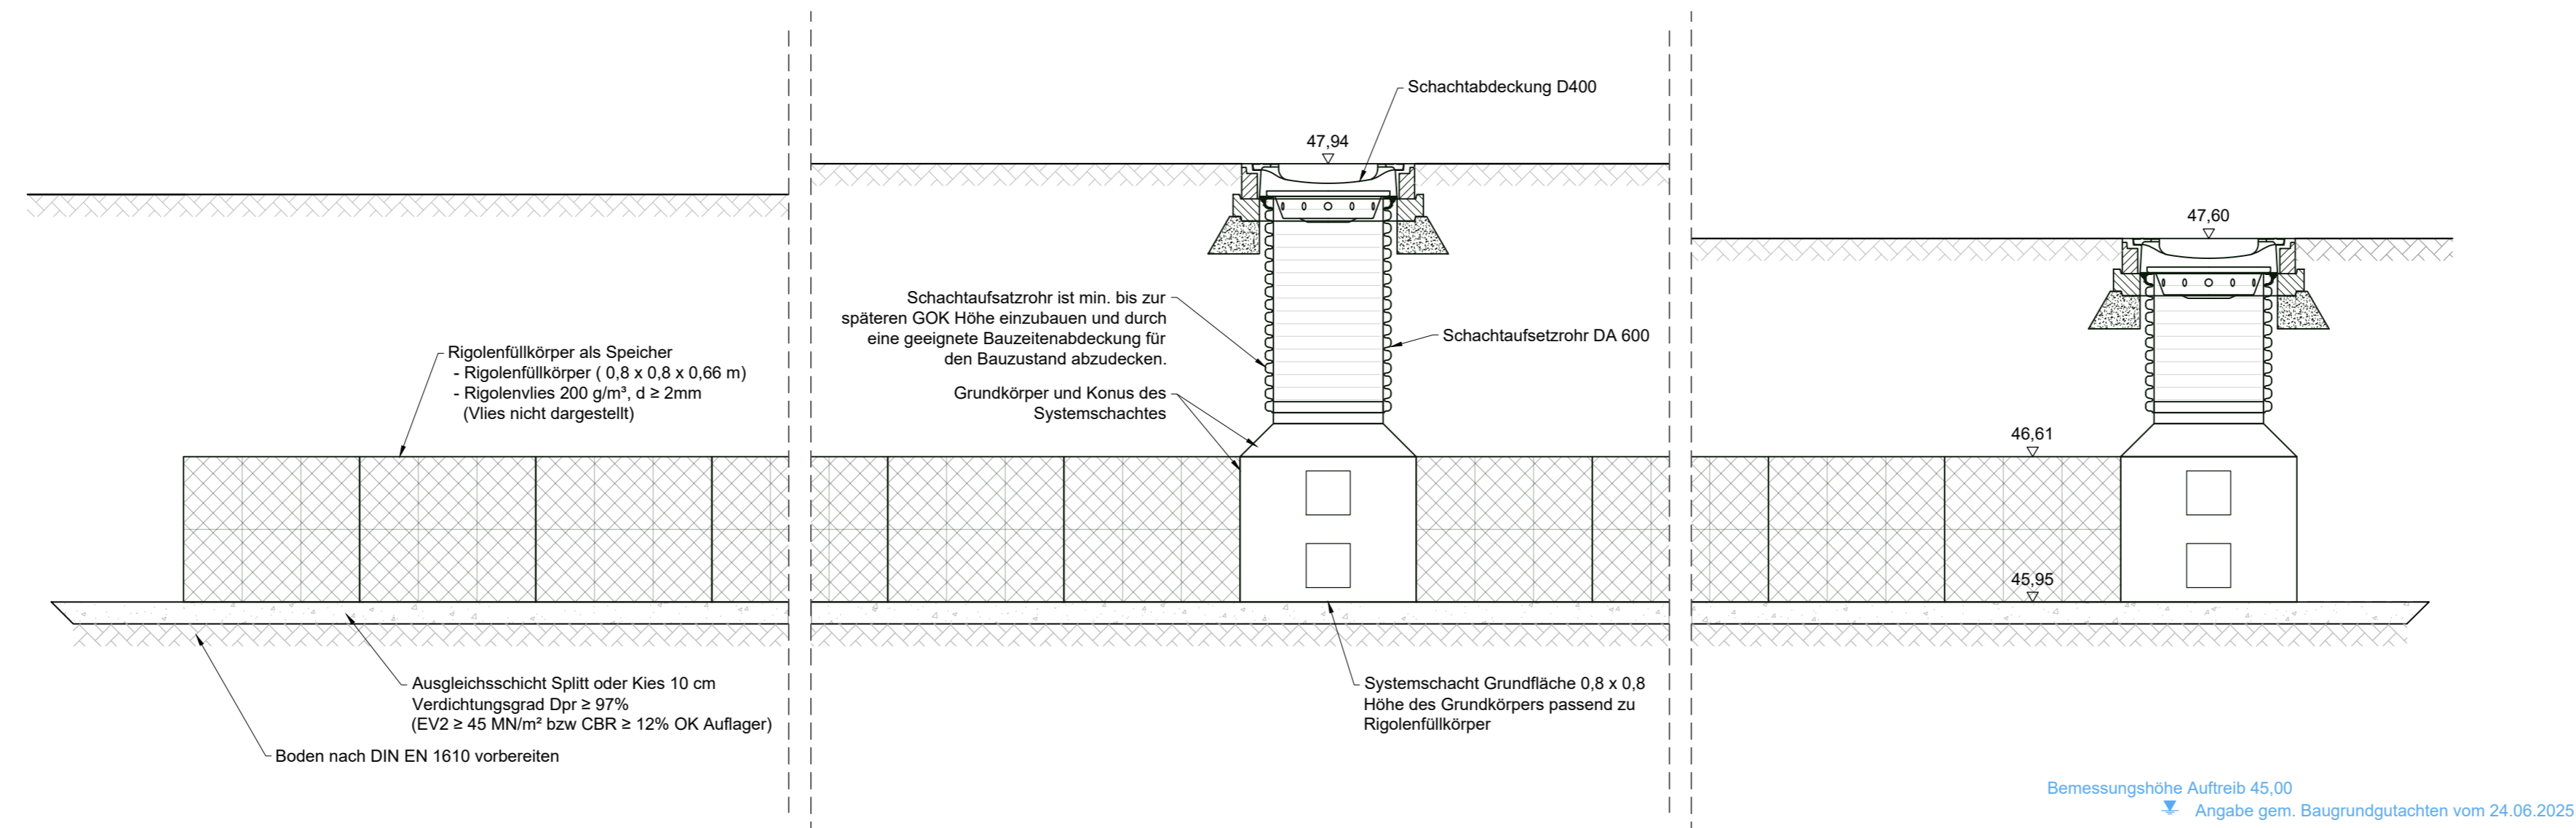 Schachtabdeckung D400
47,94
47,60
Schachtaufsatzrohr ist min. bis zur
späteren GOK Höhe einzubauen und durch
eine geeignete Bauzeitenabdeckung für
den Bauzustand abzudecken.
Schachtaufsetzrohr DA 600
Rigolenfüllkörper als Speicher
- Rigolenfüllkörper ( 0,8 x 0,8 x 0,66 m)
- Rigolenvlies 200 g/m³, d ≥ 2mm
(Vlies nicht dargestellt)
Grundkörper und Konus des
Systemschachtes
46,61
45,95
Ausgleichsschicht Splitt oder Kies 10 cm
Verdichtungsgrad Dpr ≥ 97%
(EV2 ≥ 45 MN/m² bzw CBR ≥ 12% OK Auflager)
Boden nach DIN EN 1610 vorbereiten
Systemschacht Grundfläche 0,8 x 0,8
Höhe des Grundkörpers passend zu
Rigolenfüllkörper
Bemessungshöhe Auftreib 45,00
Angabe gem. Baugrundgutachten vom 24.06.2025